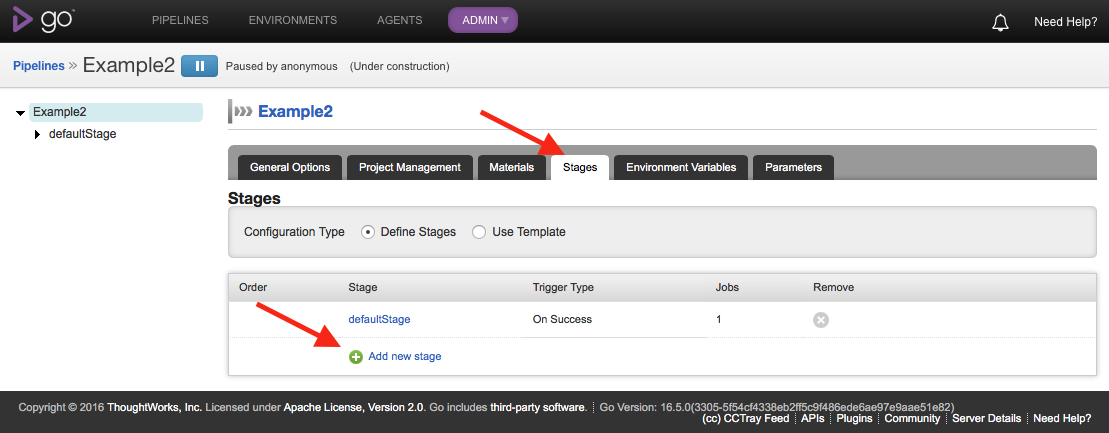 go™ PIPELINES ENVIRONMENTS AGENTS ADMIN Need Help?
Pipelines » Example2 Paused by anonymous (Under construction)
Example2
defaultStage
Example2
General Options Project Management Materials Stages Environment Variables Parameters
Stages
Configuration Type Define Stages Use Template
Order Stage Trigger Type Jobs Remove
defaultStage On Success 1
Add new stage
Copyright © 2016 ThoughtWorks, Inc. Licensed under Apache License, Version 2.0. Go includes third-party software. Go Version: 16.5.0(3305-5f54cf4338eb2ff5c9f486ede6ae97e9aae51e82)
(cc) CCTray Feed APIs Plugins Community Server Details Need Help?